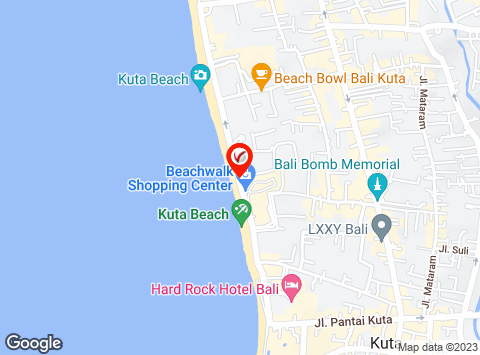 Kuta Beach
Beach Bowl Bali Kuta
Jl. Mataram
Beachwalk
Shopping Center
Bali Bomb Memorial
Kuta Beach
LXXY Bali
Jl. Suli
Jl. Mataram
Hard Rock Hotel Bali
Jl. Pantai Kuta
Kuta
Google
Map data ©2023